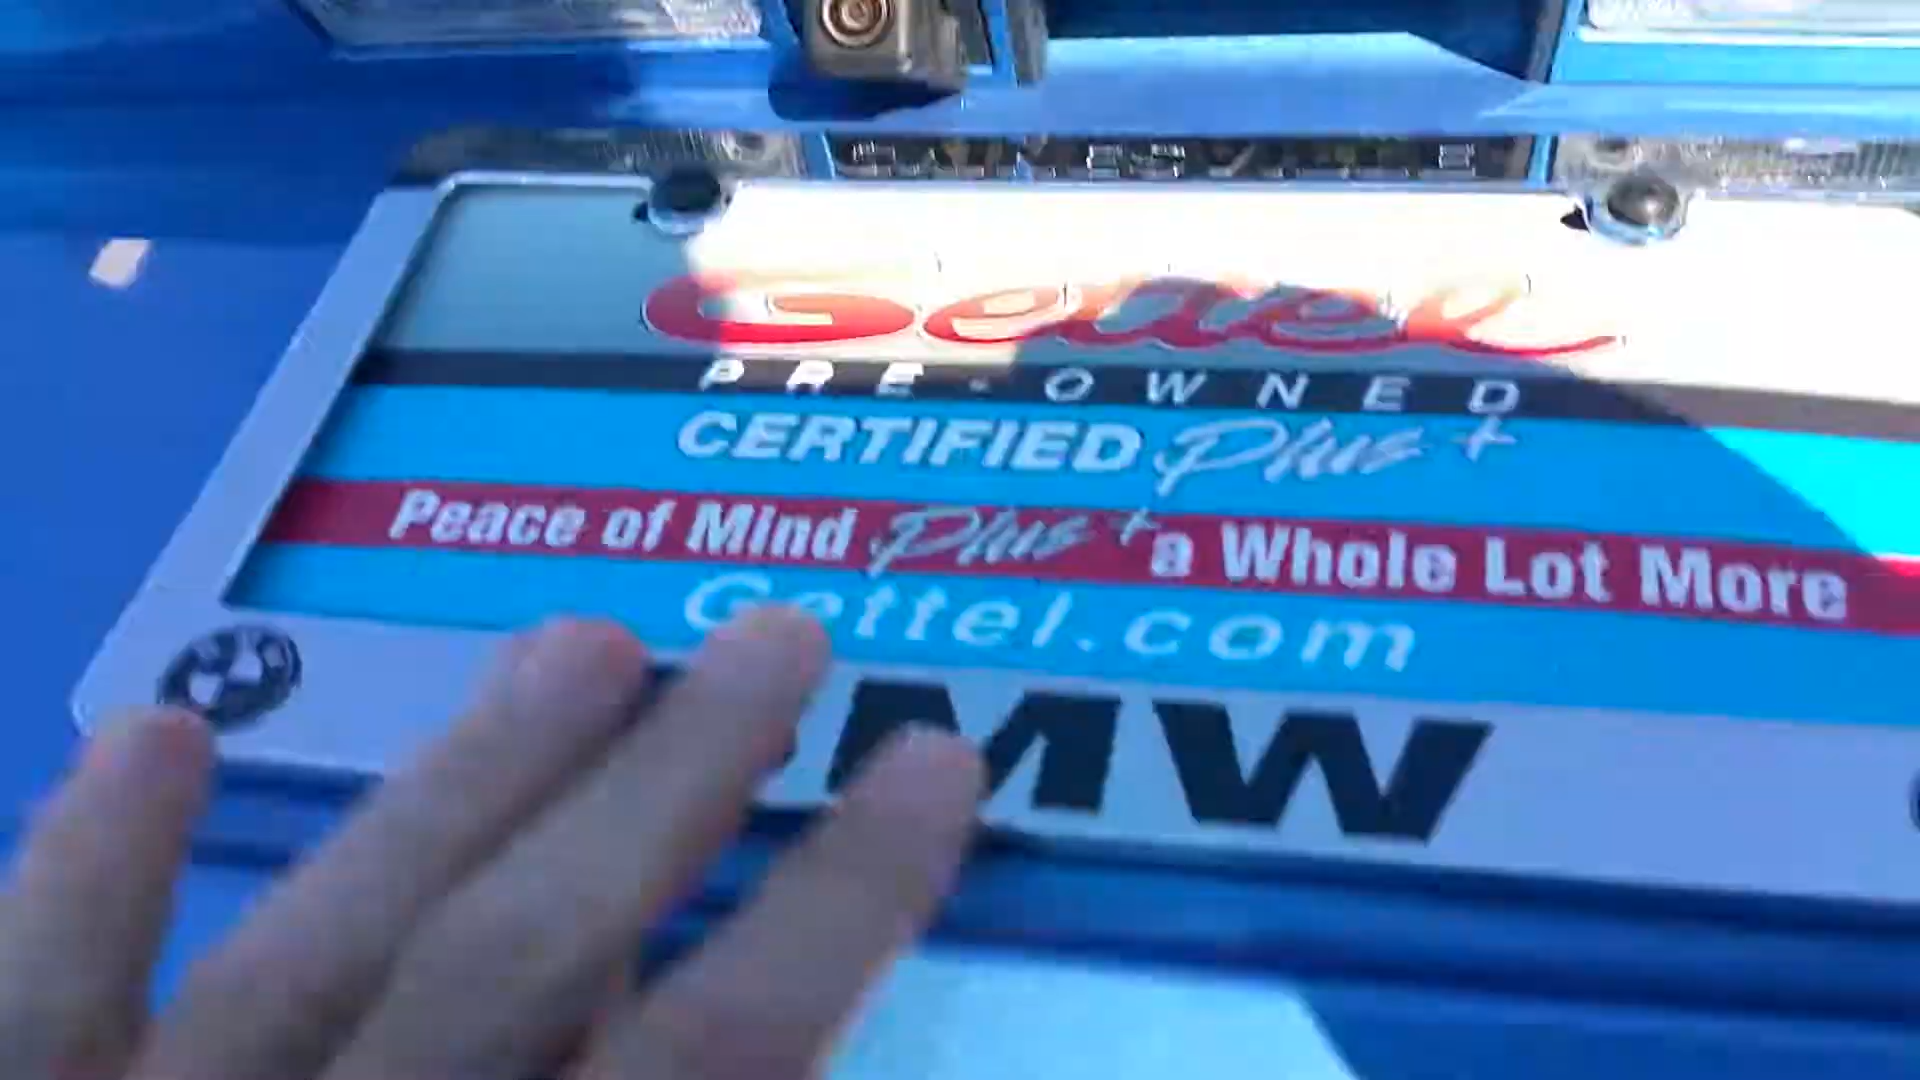 Gettel
PRE-OWNED
CERTIFIED Plus+
Peace of Mind Plus+ a Whole Lot More
Gettel.com
MW